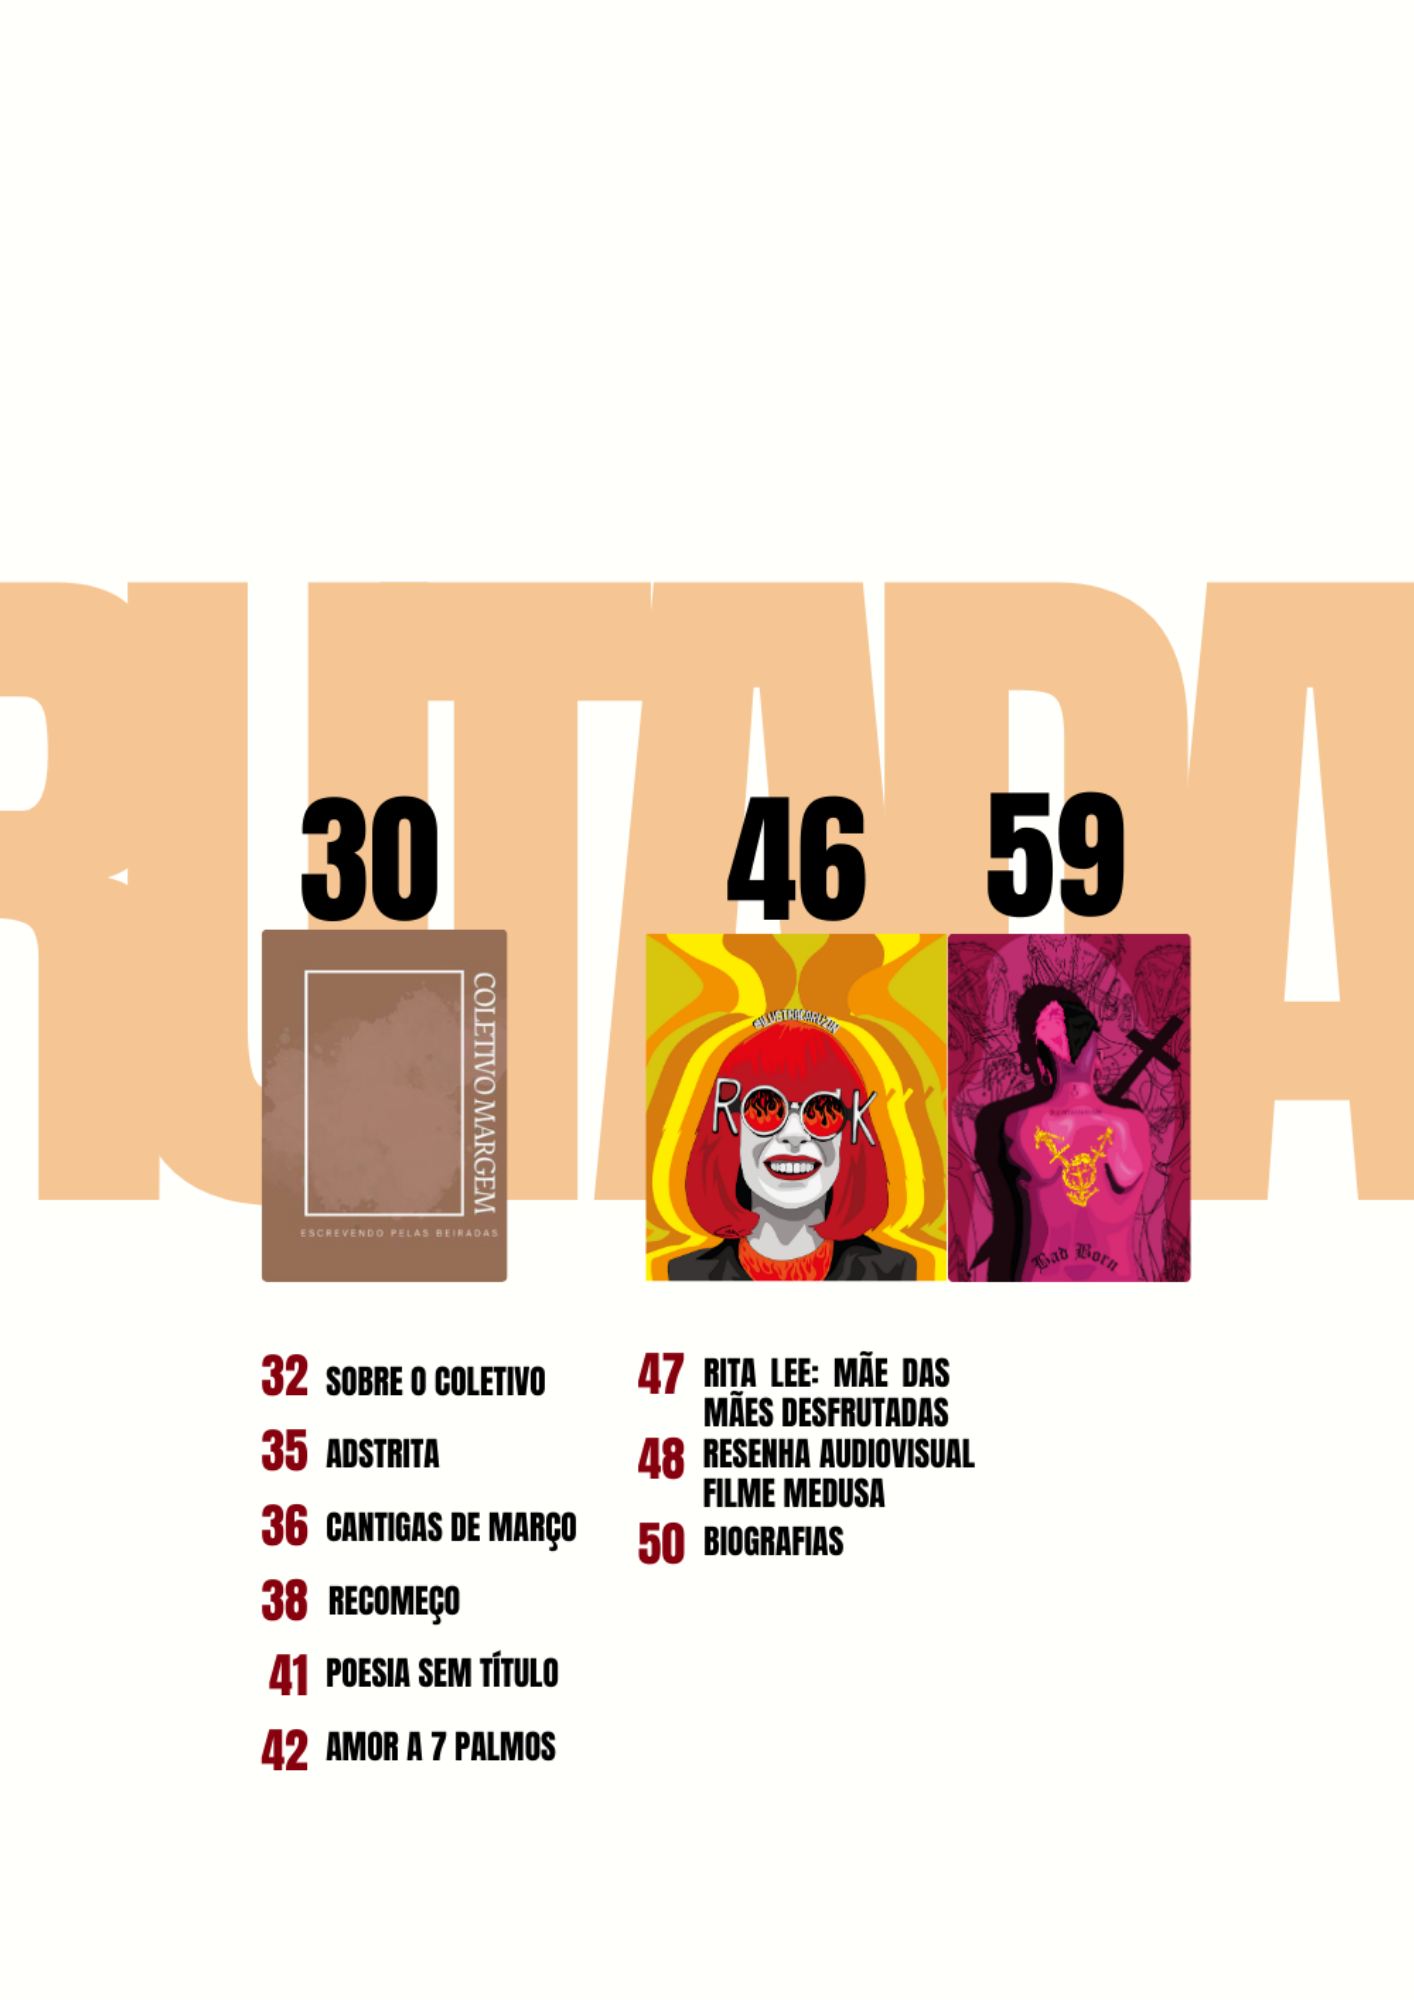 RUTADA
30
46
59
COLETIVO MARGEM
ESCREVENDO PELAS BEIRADAS
@ILUSTRACARUZUN
ROCK
Bad Born
32 SOBRE O COLETIVO
35 ADSTRITA
36 CANTIGAS DE MARÇO
38 RECOMEÇO
41 POESIA SEM TÍTULO
42 AMOR A 7 PALMOS
47 RITA LEE: MÃE DAS
MÃES DESFRUTADAS
48 RESENHA AUDIOVISUAL
FILME MEDUSA
50 BIOGRAFIAS